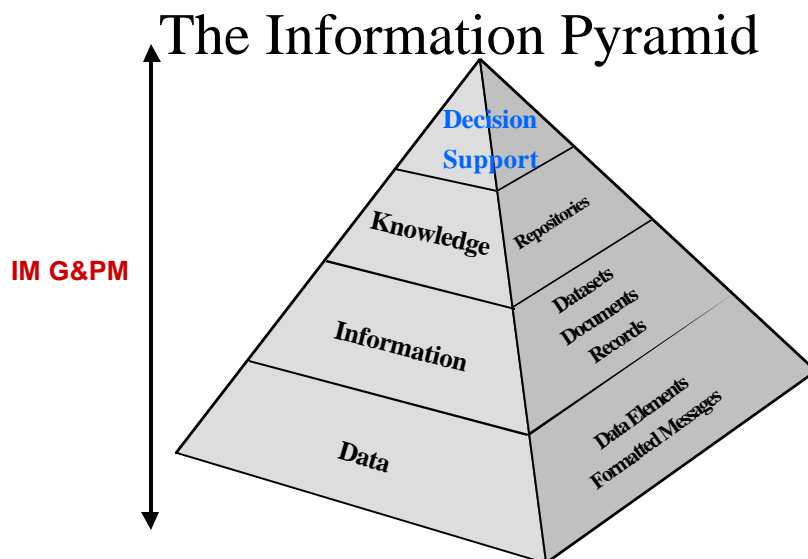 The Information Pyramid
Decision
Support
Knowledge
Repositories
IM G&PM
Information
Datasets
Documents
Records
Data
Data Elements
Formatted Messages